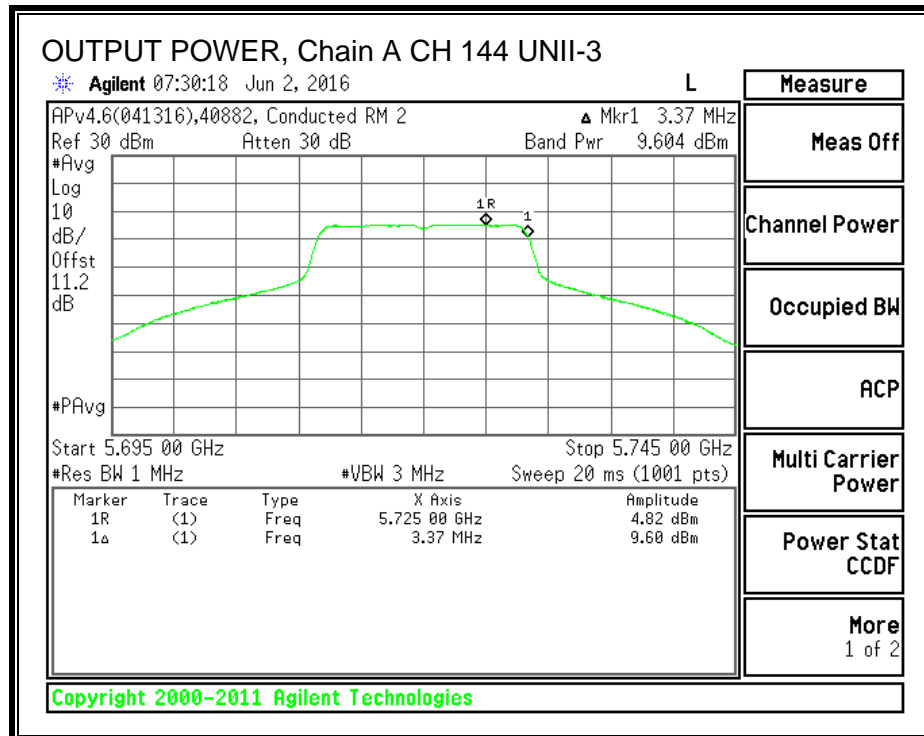 OUTPUT POWER, Chain A CH 144 UNII-3
Agilent 07:30:18 Jun 2, 2016 L
APv4.6(041316),40882, Conducted RM 2 Δ Mkr1 3.37 MHz
Ref 30 dBm Atten 30 dB Band Pwr 9.604 dBm
#Avg
Log
10
dB/
Offst
11.2
dB
#PAvg
1R
1
Start 5.695 00 GHz Stop 5.745 00 GHz
#Res BW 1 MHz #VBW 3 MHz Sweep 20 ms (1001 pts)
Marker Trace Type X Axis Amplitude
1R (1) Freq 5.725 00 GHz 4.82 dBm
1Δ (1) Freq 3.37 MHz 9.60 dBm
Measure
Meas Off
Channel Power
Occupied BW
ACP
Multi Carrier
Power
Power Stat
CCDF
More
1 of 2
Copyright 2000-2011 Agilent Technologies